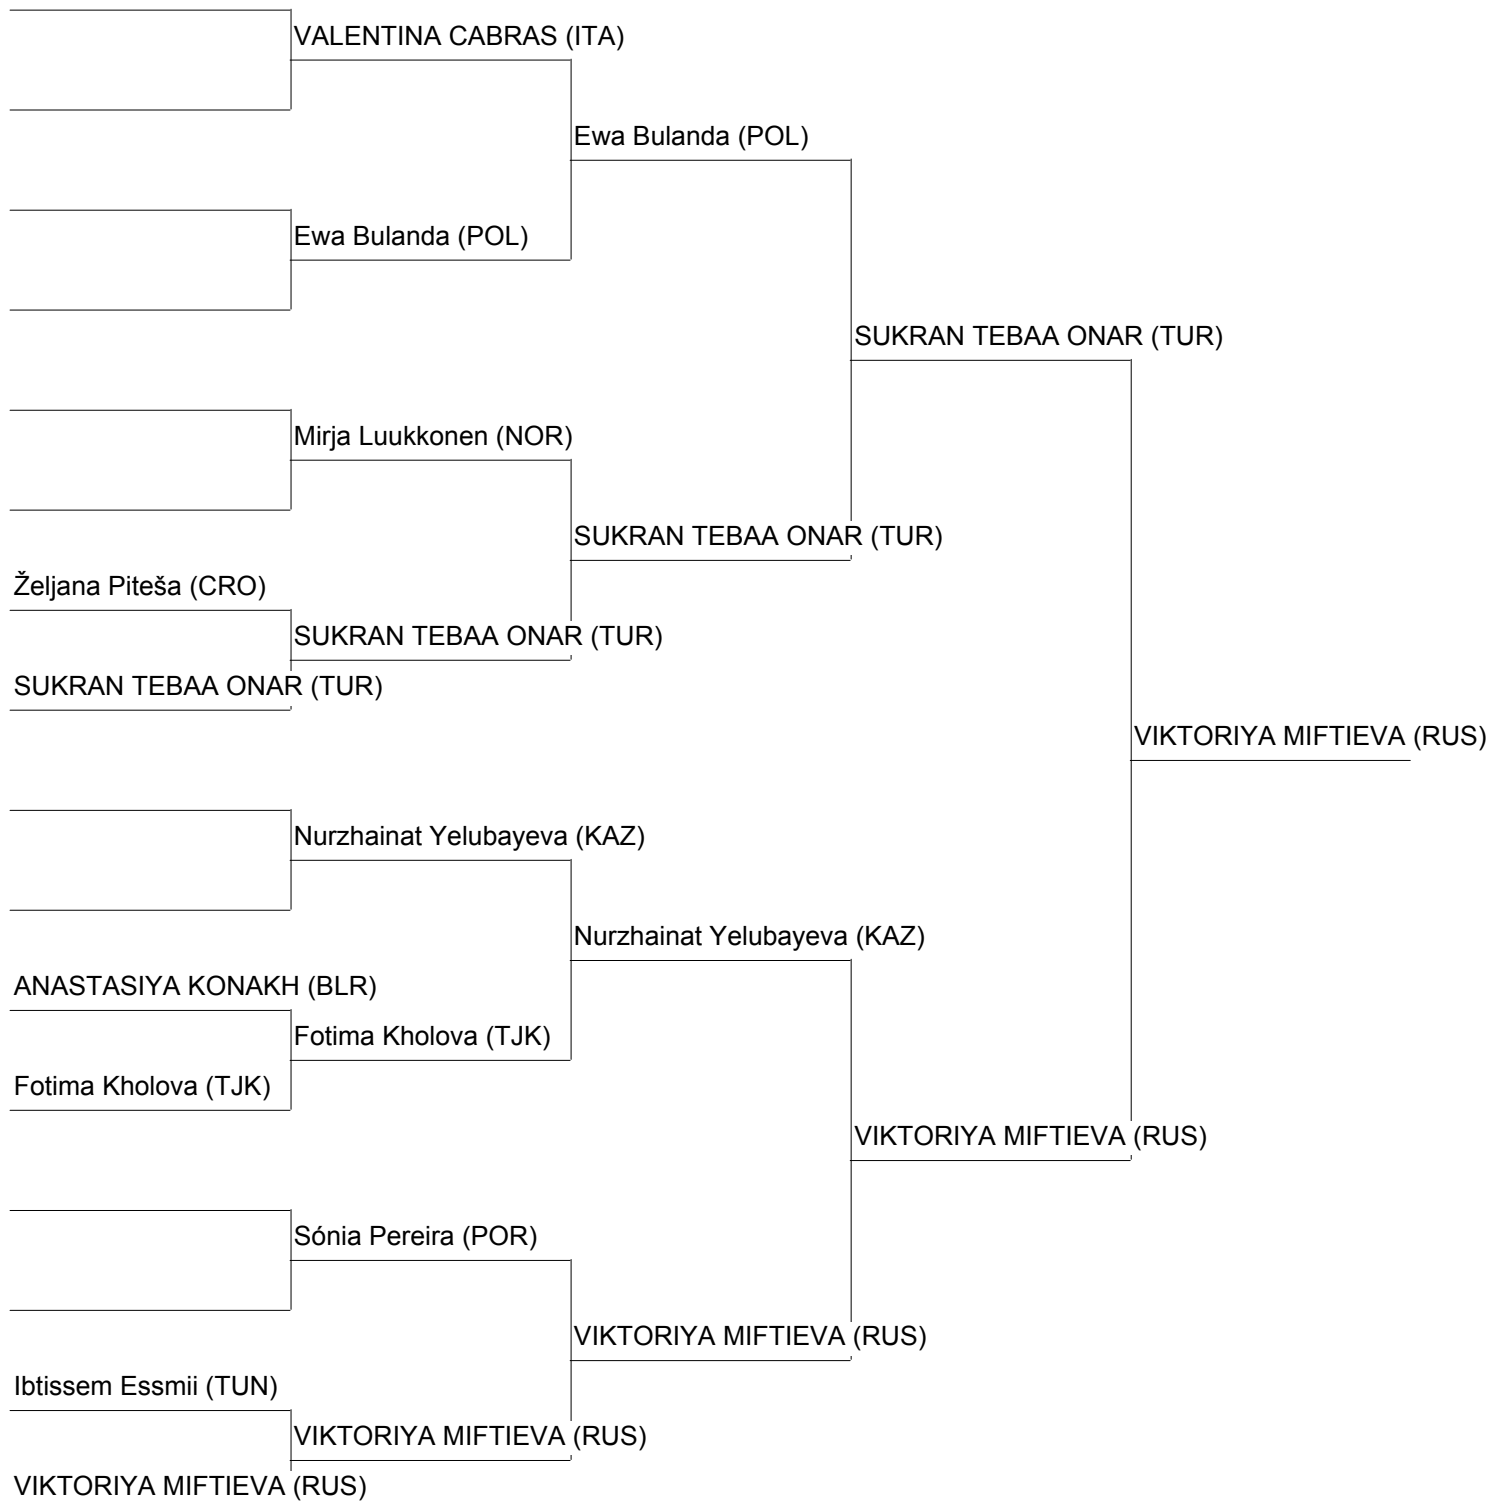 VALENTINA CABRAS (ITA)
Ewa Bulanda (POL)
Ewa Bulanda (POL)
SUKRAN TEBAA ONAR (TUR)
Mirja Luukkonen (NOR)
SUKRAN TEBAA ONAR (TUR)
Željana Piteša (CRO)
SUKRAN TEBAA ONAR (TUR)
SUKRAN TEBAA ONAR (TUR)
VIKTORIYA MIFTIEVA (RUS)
Nurzhainat Yelubayeva (KAZ)
Nurzhainat Yelubayeva (KAZ)
ANASTASIYA KONAKH (BLR)
Fotima Kholova (TJK)
Fotima Kholova (TJK)
VIKTORIYA MIFTIEVA (RUS)
Sónia Pereira (POR)
VIKTORIYA MIFTIEVA (RUS)
Ibtissem Essmii (TUN)
VIKTORIYA MIFTIEVA (RUS)
VIKTORIYA MIFTIEVA (RUS)